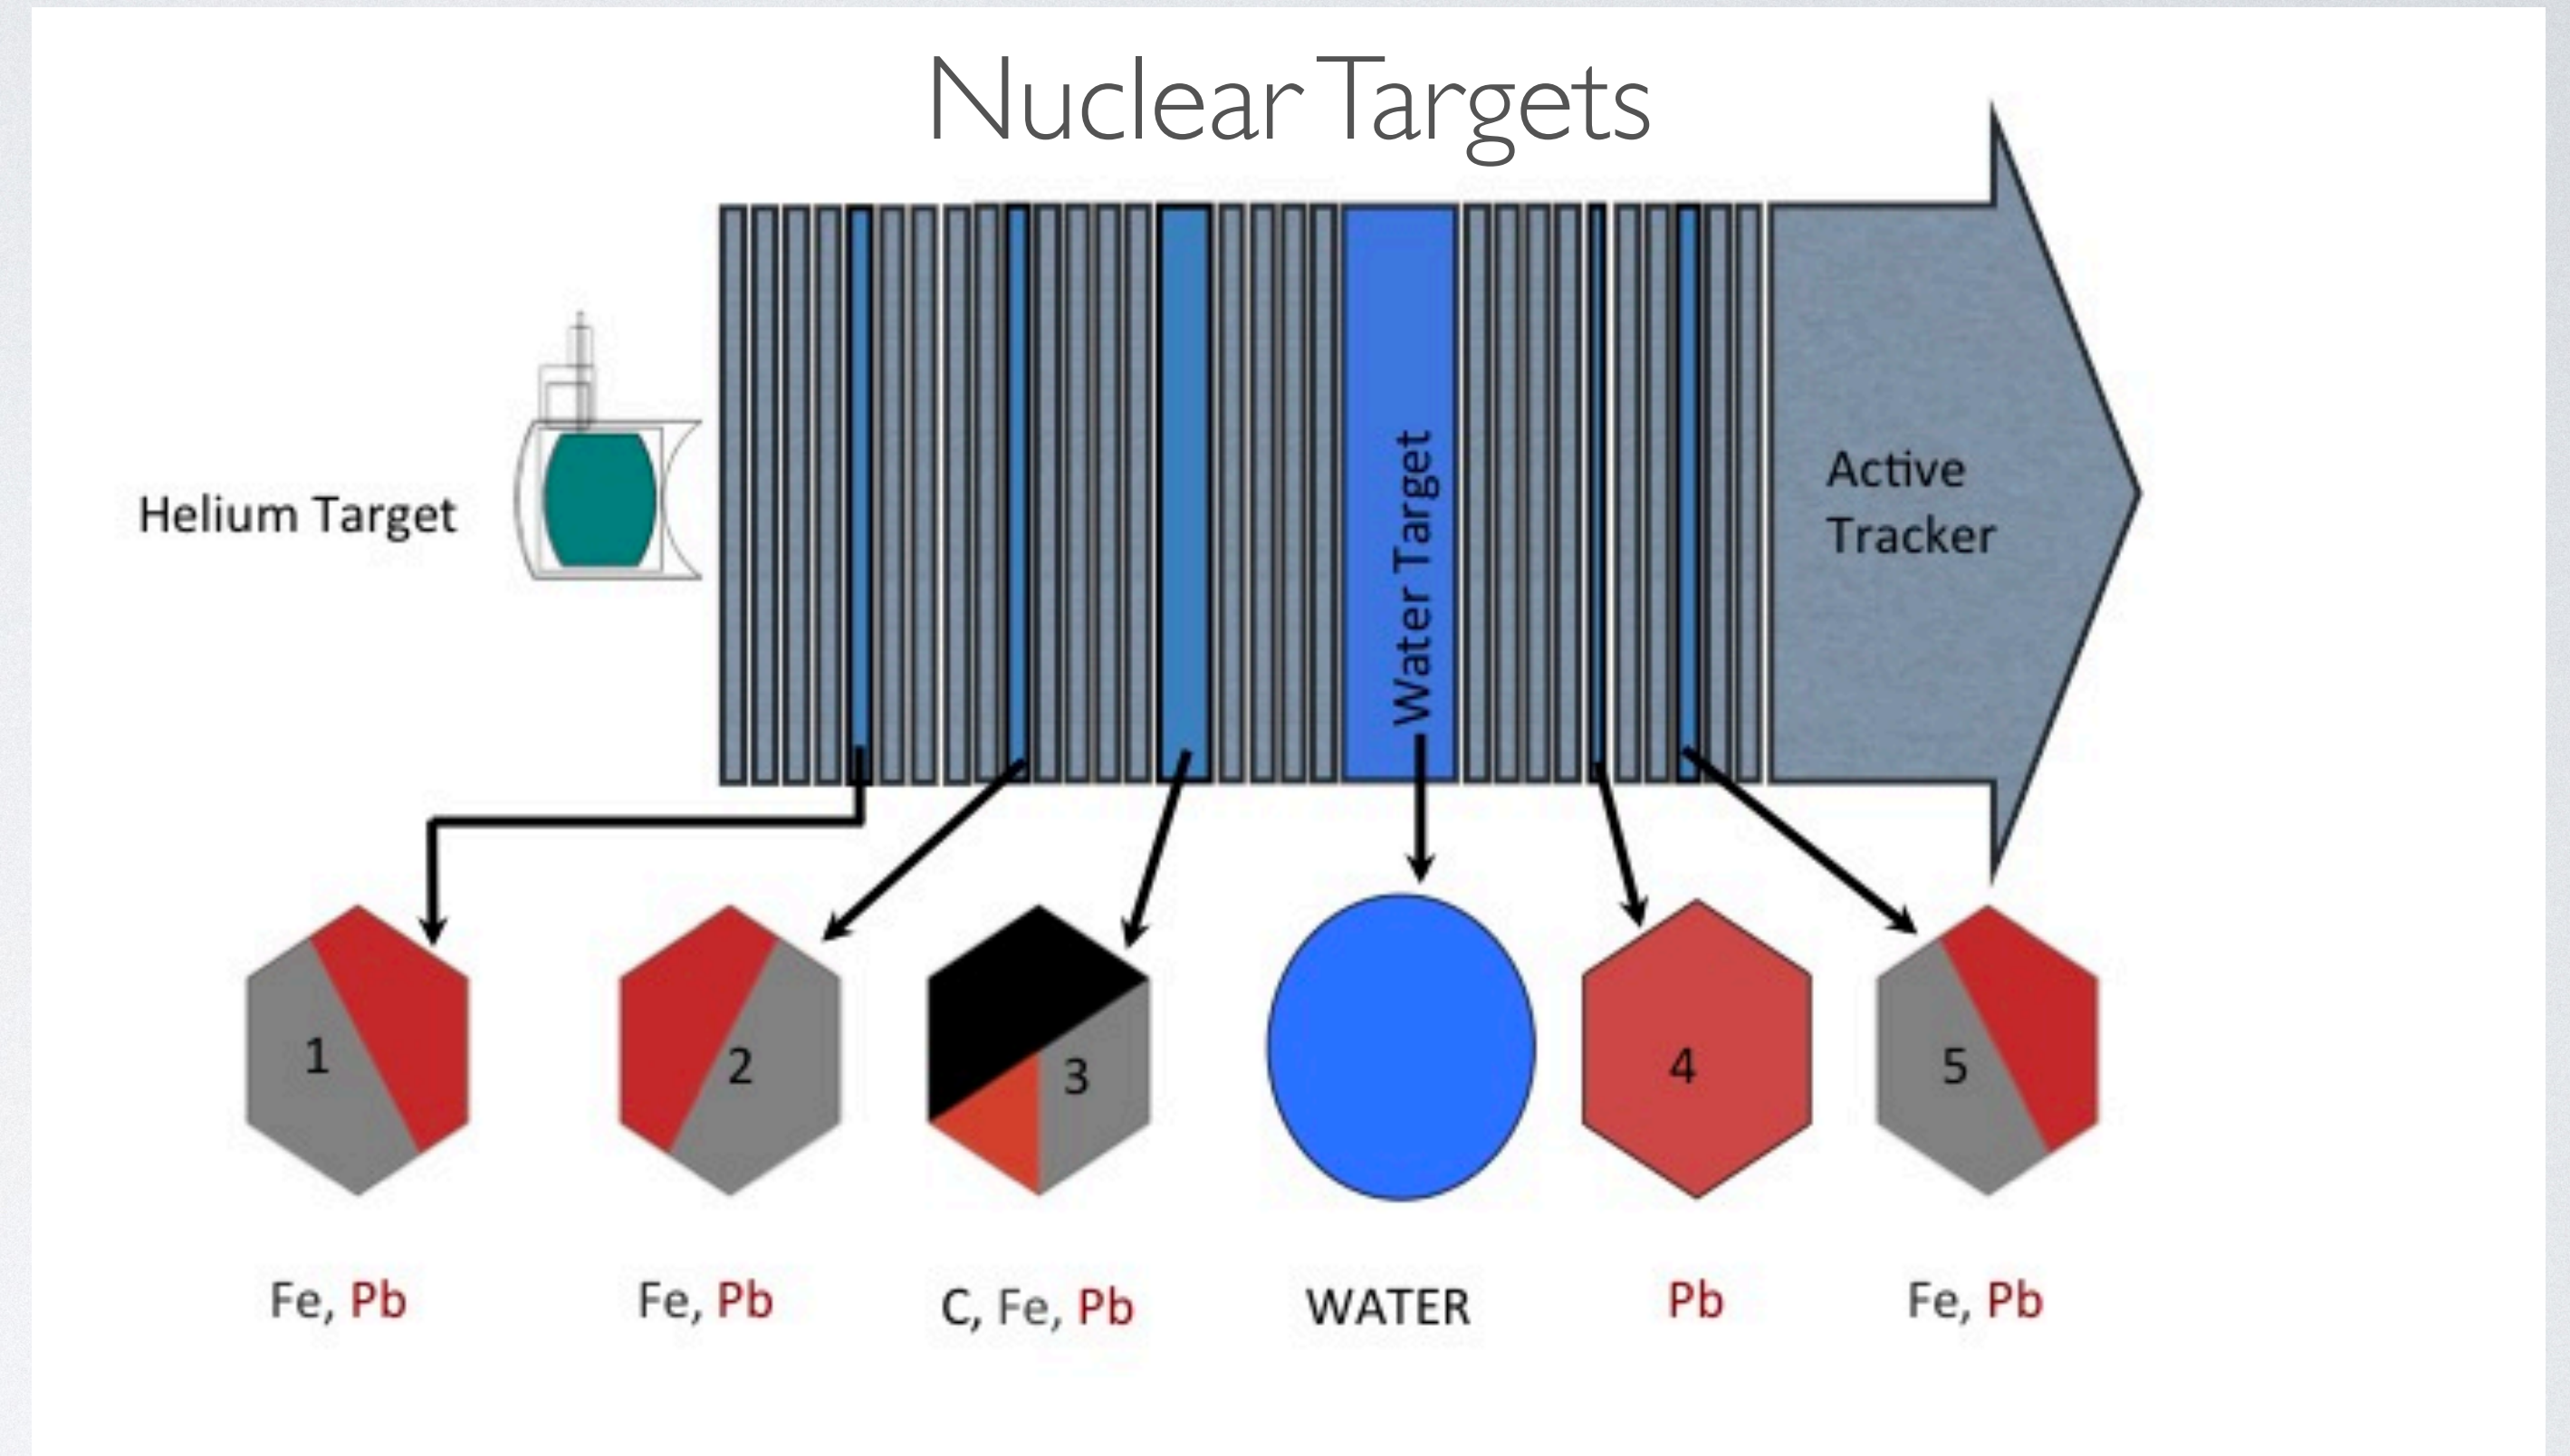 Nuclear Targets
Helium Target
Water Target
Active
Tracker
1
2
3
4
5
Fe, Pb
Fe, Pb
C, Fe, Pb
WATER
Pb
Fe, Pb